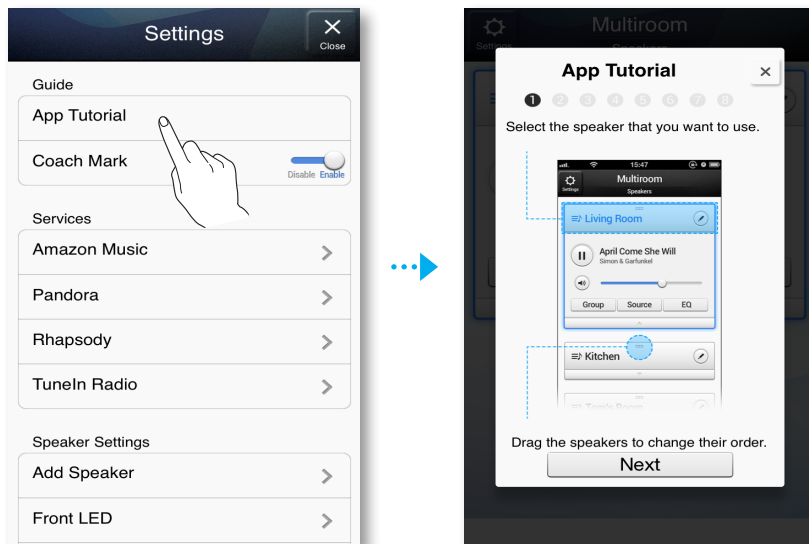 Settings
Close
Guide
App Tutorial
Coach Mark
Disable Enable
Services
Amazon Music
Pandora
Rhapsody
TuneIn Radio
Speaker Settings
Add Speaker
Front LED
Settings
Multiroom
Speakers
App Tutorial
1 2 3 4 5 6 7 8
Select the speaker that you want to use.
15:47
Settings
Multiroom
Speakers
Living Room
April Come She Will
Simon & Garfunkel
Group Source EQ
Kitchen
Tom's Room
Drag the speakers to change their order.
Next